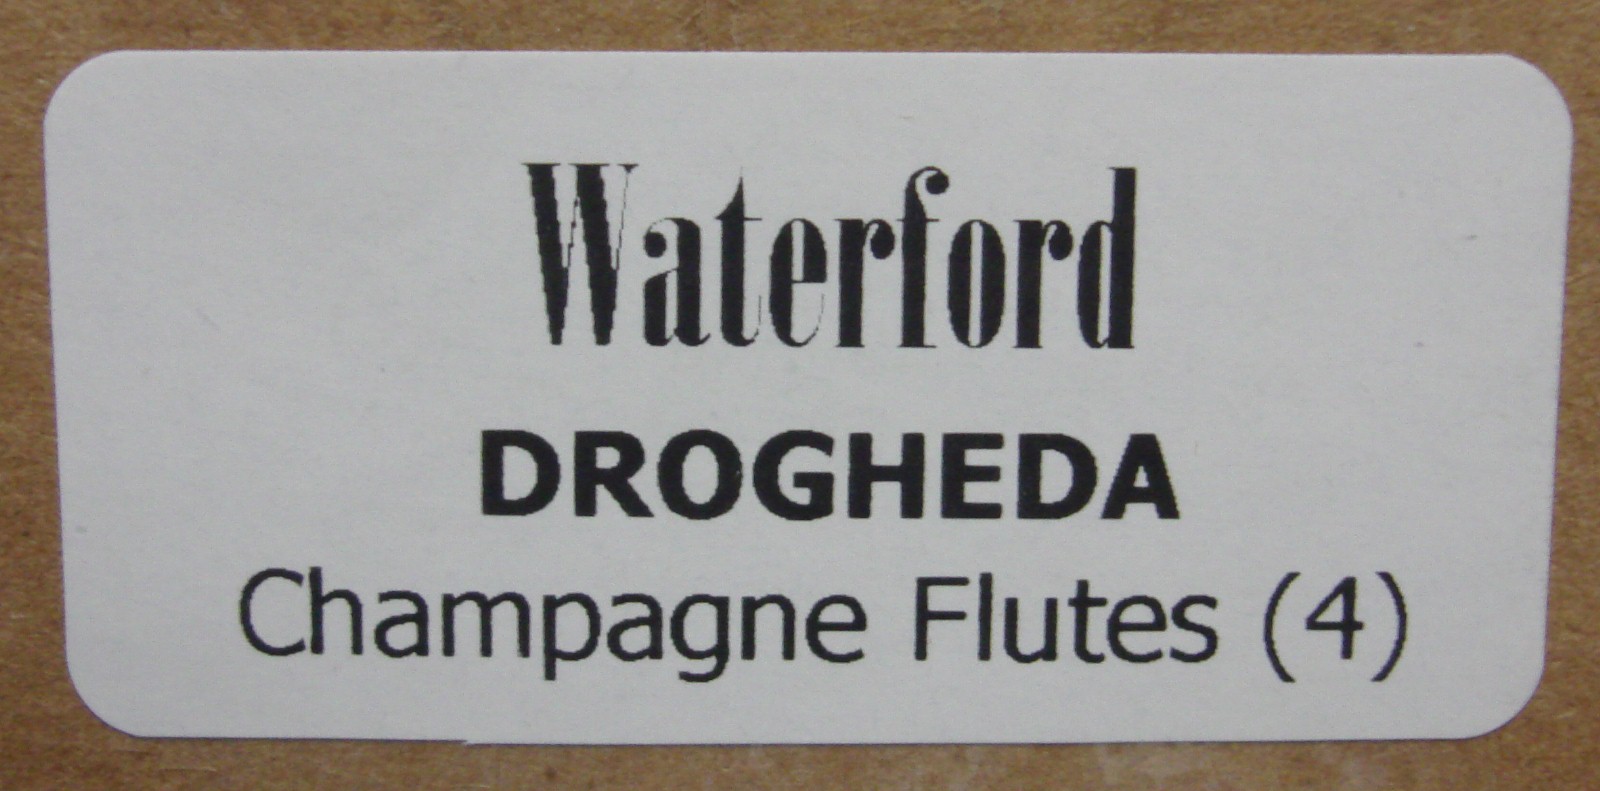 Waterford
DROGHEDA
Champagne Flutes (4)